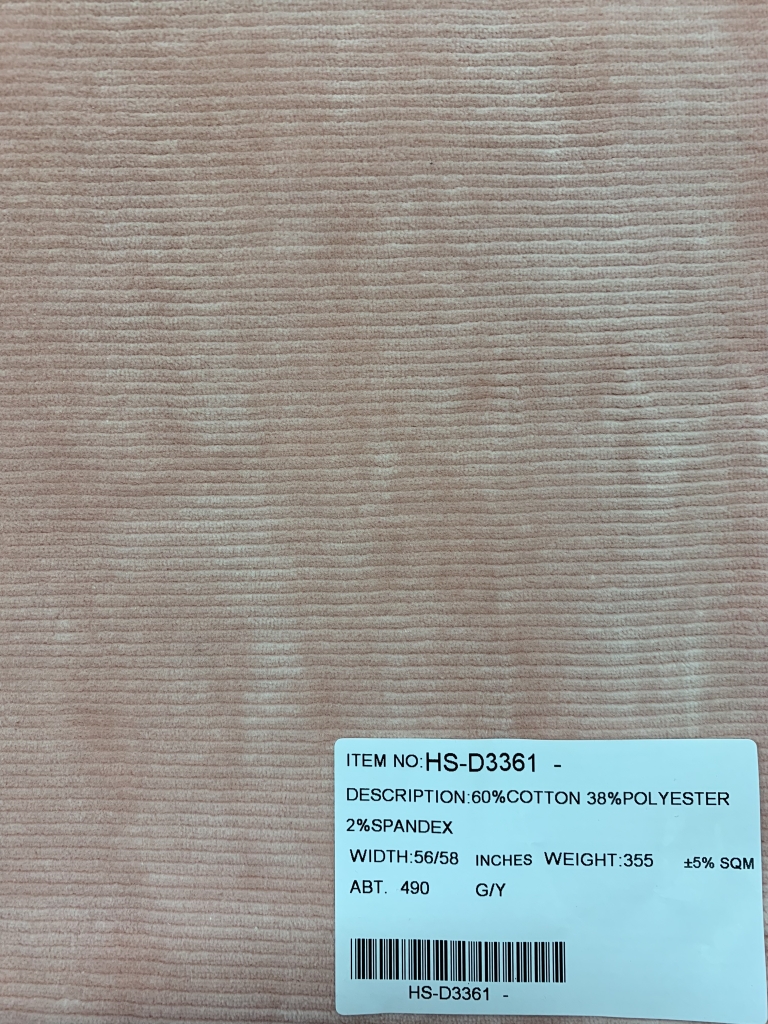 ITEM NO:HS-D3361 -
DESCRIPTION:60%COTTON 38%POLYESTER
2%SPANDEX
WIDTH:56/58 INCHES WEIGHT:355 ±5% SQM
ABT. 490 G/Y
HS-D3361 -